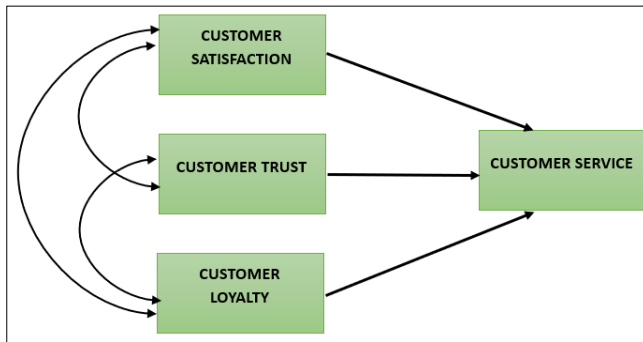 CUSTOMER
SATISFACTION
CUSTOMER TRUST
CUSTOMER SERVICE
CUSTOMER
LOYALTY